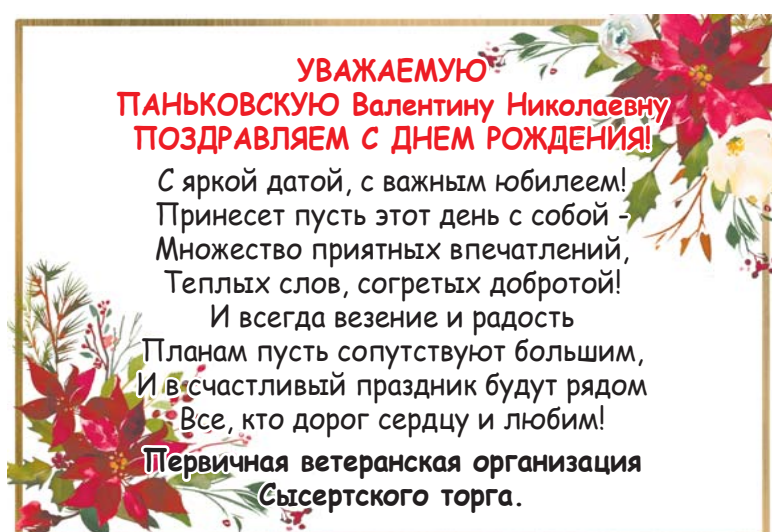 УВАЖАЕМУЮ
ПАНЬКОВСКУЮ Валентину Николаевну
ПОЗДРАВЛЯЕМ С ДНЕМ РОЖДЕНИЯ!
С яркой датой, с важным юбилеем!
Принесет пусть этот день с собой -
Множество приятных впечатлений,
Теплых слов, согретых добротой!
И всегда везение и радость
Планам пусть сопутствуют большим,
И в счастливый праздник будут рядом
Все, кто дорог сердцу и любим!
Первичная ветеранская организация
Сысертского торга.